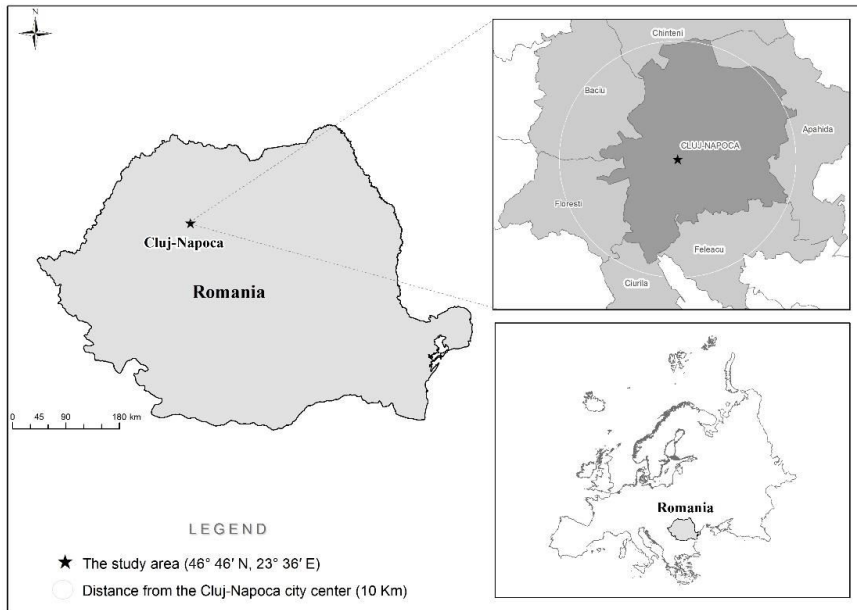 N
Cluj-Napoca
Romania
0 45 90 180 km
Chinteni
Baciu
Apahida
CLUJ-NAPOCA
Floresti
Feleacu
Ciurila
Romania
LEGEND
★ The study area (46° 46' N, 23° 36' E)
Distance from the Cluj-Napoca city center (10 Km)